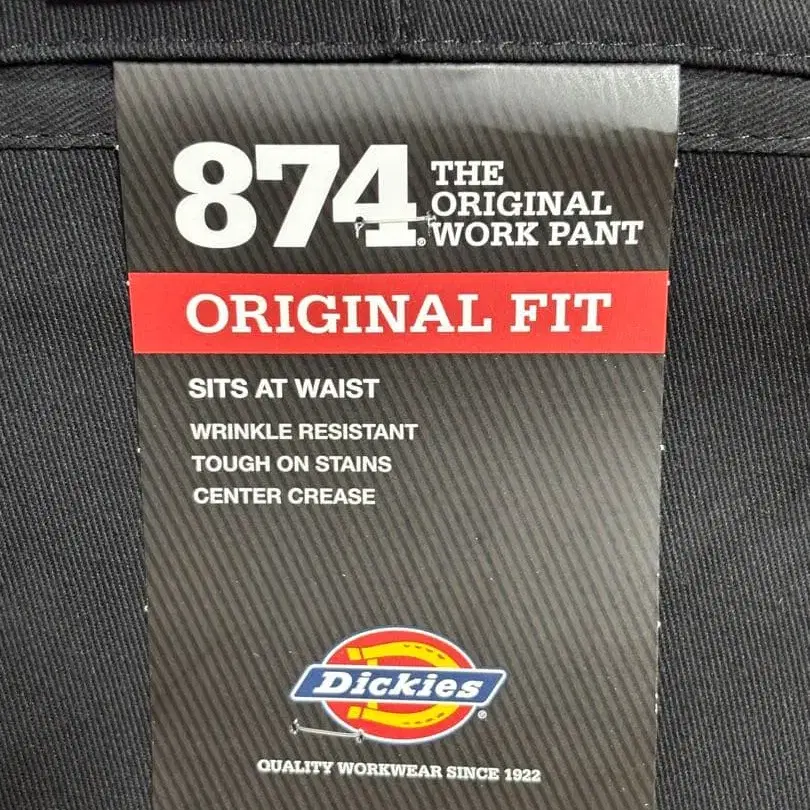 874®
THE
ORIGINAL
WORK PANT
ORIGINAL FIT
SITS AT WAIST
WRINKLE RESISTANT
TOUGH ON STAINS
CENTER CREASE
Dickies®
QUALITY WORKWEAR SINCE 1922